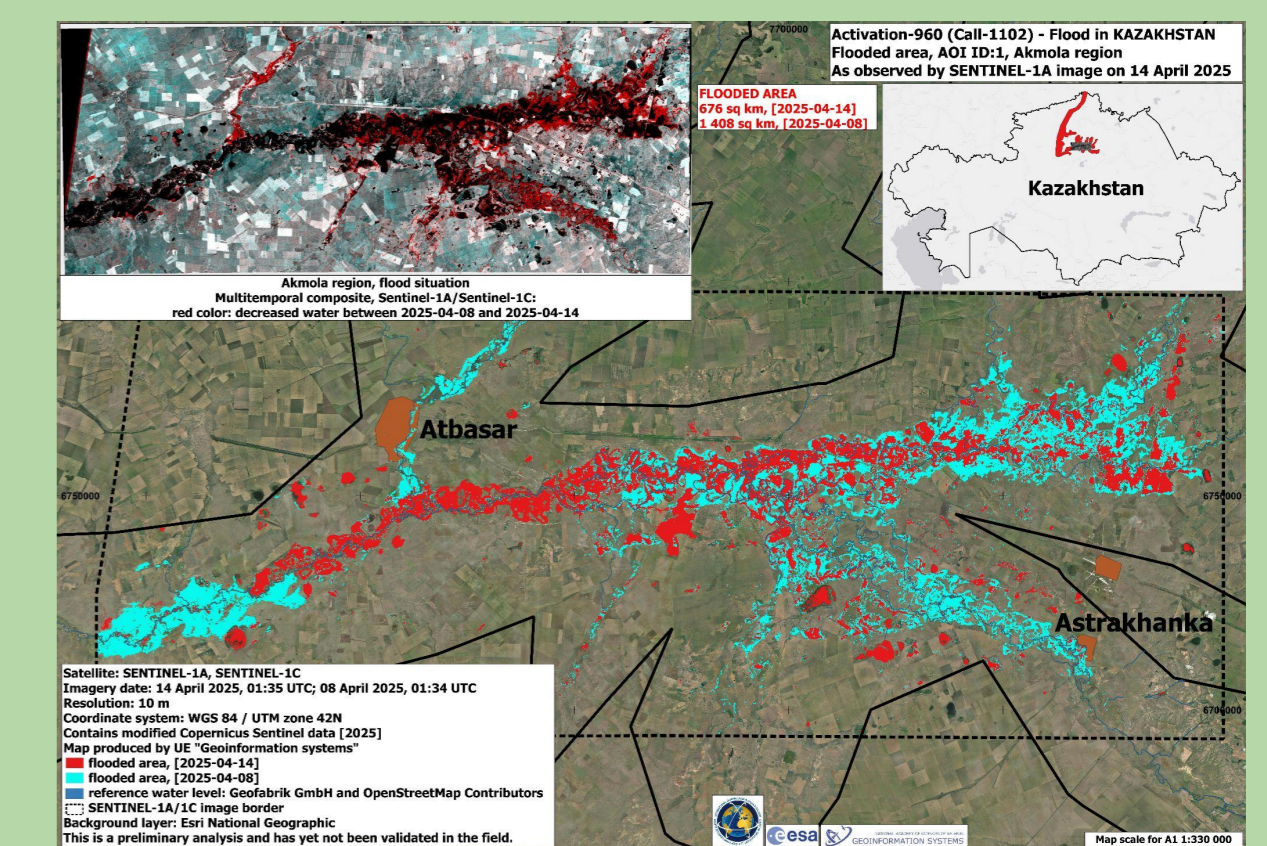 7700000
Activation-960 (Call-1102) - Flood in KAZAKHSTAN
Flooded area, AOI ID:1, Akmola region
As observed by SENTINEL-1A image on 14 April 2025
FLOODED AREA
676 sq km, [2025-04-14]
1 408 sq km, [2025-04-08]
Kazakhstan
Akmola region, flood situation
Multitemporal composite, Sentinel-1A/Sentinel-1C:
red color: decreased water between 2025-04-08 and 2025-04-14
Atbasar
6750000
6750000
Astrakhanka
6700000
Satellite: SENTINEL-1A, SENTINEL-1C
Imagery date: 14 April 2025, 01:35 UTC; 08 April 2025, 01:34 UTC
Resolution: 10 m
Coordinate system: WGS 84 / UTM zone 42N
Contains modified Copernicus Sentinel data [2025]
Map produced by UE "Geoinformation systems"
flooded area, [2025-04-14]
flooded area, [2025-04-08]
reference water level: Geofabrik GmbH and OpenStreetMap Contributors
SENTINEL-1A/1C image border
Background layer: Esri National Geographic
This is a preliminary analysis and has yet not been validated in the field.
esa
NATIONAL ACADEMY OF SCIENCES OF BELARUS
GEOINFORMATION SYSTEMS
Map scale for A1 1:330 000